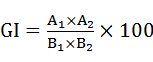 GI = A₁×A₂ / B₁×B₂ × 100